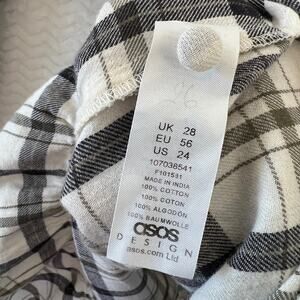 26
UK 28
EU 56
US 24
107038541
F101531
MADE IN INDIA
100% COTTON
100% COTON
100% ALGODÓN
100% BAUMWOLLE
asos
DESIGN
asos.com Ltd